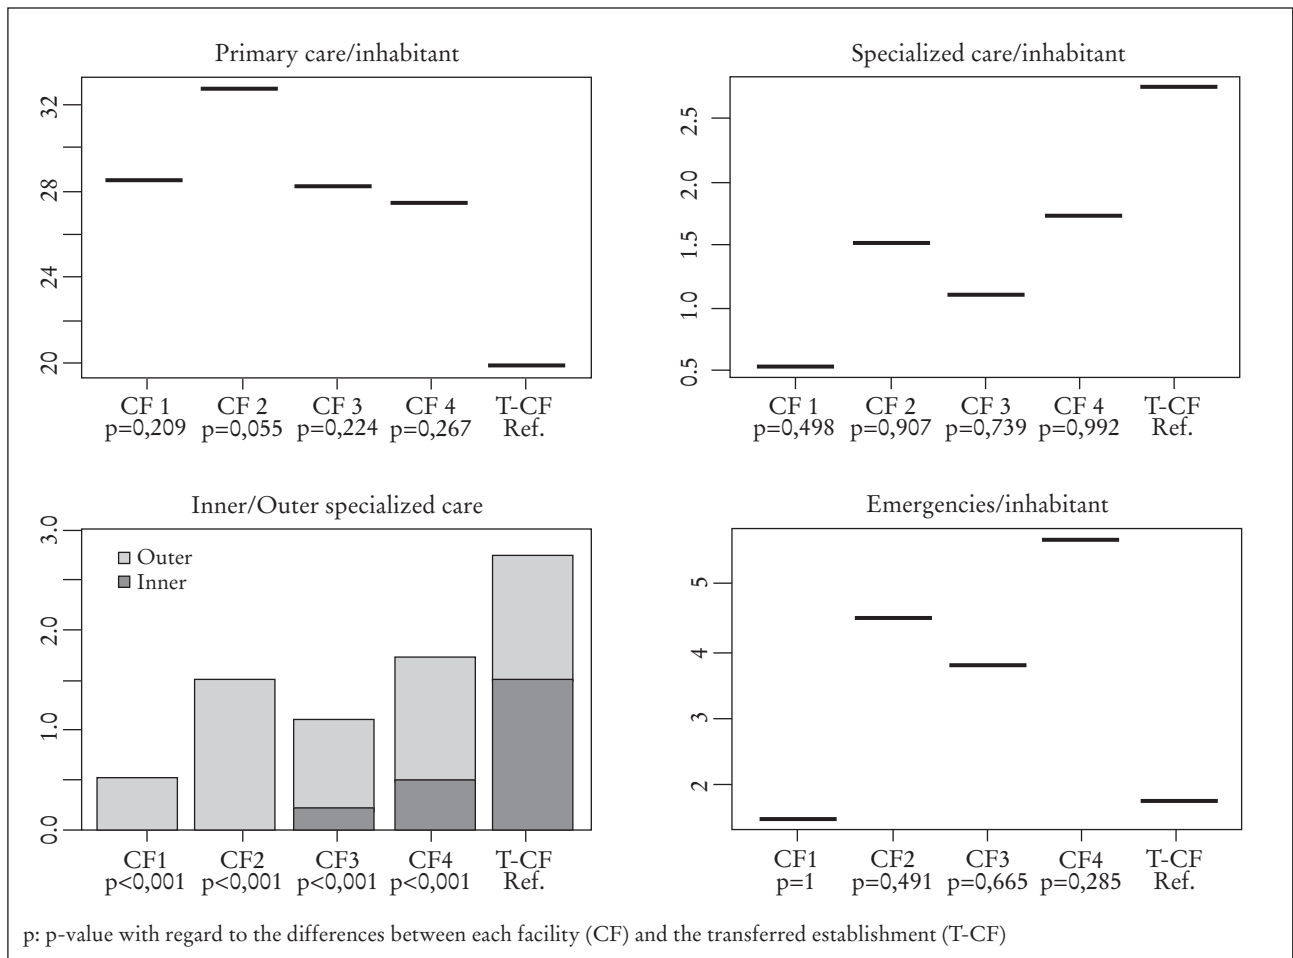 Primary care/inhabitant
32
28
24
20
CF 1 CF 2 CF 3 CF 4 T-CF
p=0,209 p=0,055 p=0,224 p=0,267 Ref.
Specialized care/inhabitant
2.5
2.0
1.5
1.0
0.5
CF 1 CF 2 CF 3 CF 4 T-CF
p=0,498 p=0,907 p=0,739 p=0,992 Ref.
Inner/Outer specialized care
3.0
2.0
1.0
0.0
Outer
Inner
CF1 CF2 CF3 CF4 T-CF
p<0,001 p<0,001 p<0,001 p<0,001 Ref.
Emergencies/inhabitant
5
4
3
2
CF1 CF2 CF3 CF4 T-CF
p=1 p=0,491 p=0,665 p=0,285 Ref.
p: p-value with regard to the differences between each facility (CF) and the transferred establishment (T-CF)